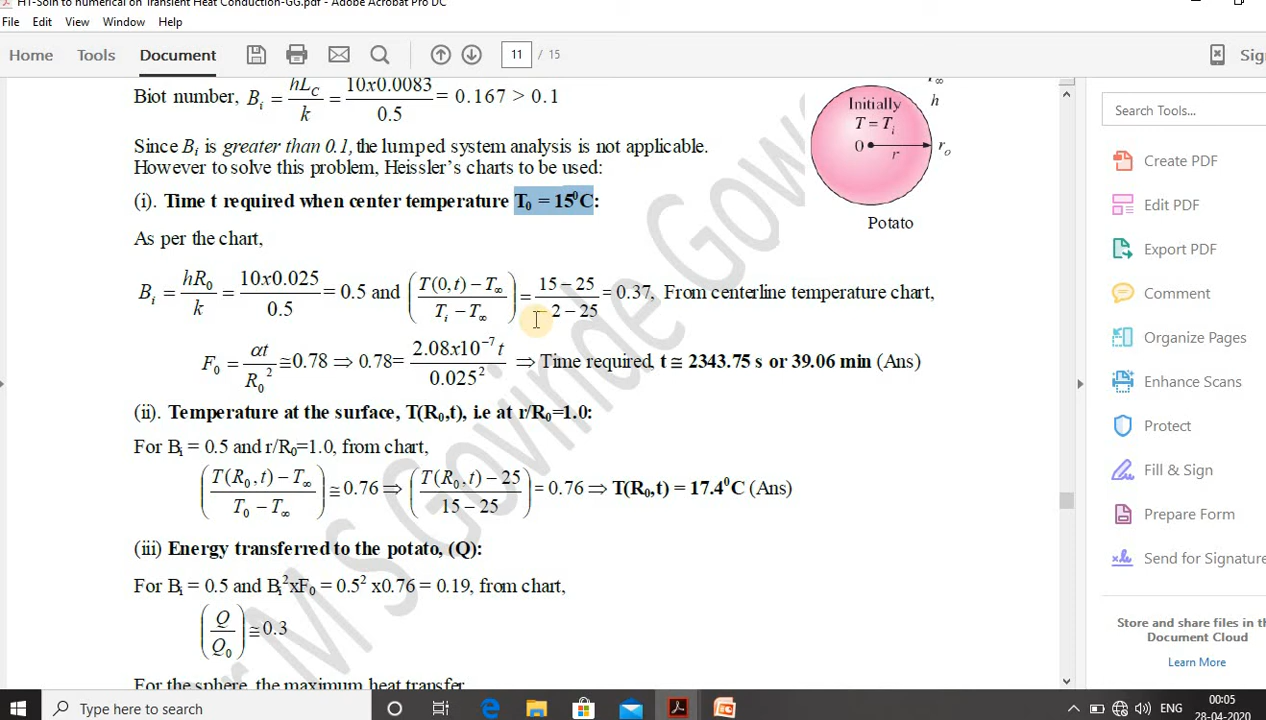 HT-Soln to numerical on Transient Heat Conduction-GG.pdf - Adobe Acrobat Pro DC
File Edit View Window Help
Home Tools Document 11 / 15 Sig
Biot number, Bᵢ = hL_C / k = 10x0.0083 / 0.5 = 0.167 > 0.1
Since Bᵢ is greater than 0.1, the lumped system analysis is not applicable.
However to solve this problem, Heissler's charts to be used:
(i). Time t required when center temperature T₀ = 15⁰C:
As per the chart,
Bᵢ = hR₀ / k = 10x0.025 / 0.5 = 0.5 and (T(0,t) – T∞ / Tᵢ – T∞) = 15 – 25 / – 2 – 25 = 0.37, From centerline temperature chart,
F₀ = αt / R₀² ≅ 0.78 ⇒ 0.78= 2.08x10⁻⁷ t / 0.025² ⇒ Time required, t ≅ 2343.75 s or 39.06 min (Ans)
(ii). Temperature at the surface, T(R₀,t), i.e at r/R₀=1.0:
For Bᵢ = 0.5 and r/R₀=1.0, from chart,
(T(R₀,t) – T∞ / T₀ – T∞) ≅ 0.76 ⇒ (T(R₀,t) – 25 / 15 – 25) = 0.76 ⇒ T(R₀,t) = 17.4⁰C (Ans)
(iii) Energy transferred to the potato, (Q):
For Bᵢ = 0.5 and Bᵢ²xF₀ = 0.5² x0.76 = 0.19, from chart,
(Q / Q₀) ≅ 0.3
For the sphere, the maximum heat transfer
h
Initially
T = Tᵢ
0 r rₒ
Potato
r M S Govinde Gow
Search Tools...
Create PDF
Edit PDF
Export PDF
Comment
Organize Pages
Enhance Scans
Protect
Fill & Sign
Prepare Form
Send for Signature
Store and share files in th
Document Cloud
Learn More
Type here to search
ENG
00:05
28-04-2020